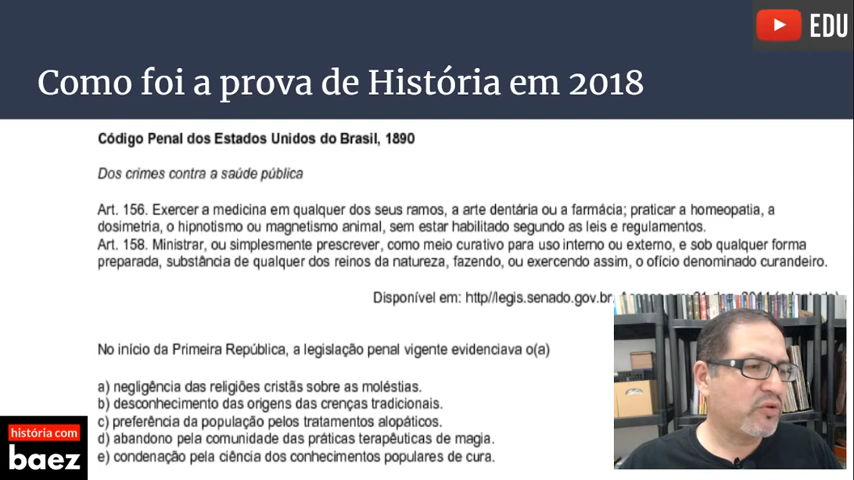 EDU
Como foi a prova de História em 2018
Código Penal dos Estados Unidos do Brasil, 1890
Dos crimes contra a saúde pública
Art. 156. Exercer a medicina em qualquer dos seus ramos, a arte dentária ou a farmácia; praticar a homeopatia, a
dosimetria, o hipnotismo ou magnetismo animal, sem estar habilitado segundo as leis e regulamentos.
Art. 158. Ministrar, ou simplesmente prescrever, como meio curativo para uso interno ou externo, e sob qualquer forma
preparada, substância de qualquer dos reinos da natureza, fazendo, ou exercendo assim, o ofício denominado curandeiro.
Disponível em: http//legis.senado.gov.br.
No início da Primeira República, a legislação penal vigente evidenciava o(a)
a) negligência das religiões cristãs sobre as moléstias.
b) desconhecimento das origens das crenças tradicionais.
c) preferência da população pelos tratamentos alopáticos.
d) abandono pela comunidade das práticas terapêuticas de magia.
e) condenação pela ciência dos conhecimentos populares de cura.
história com
baez